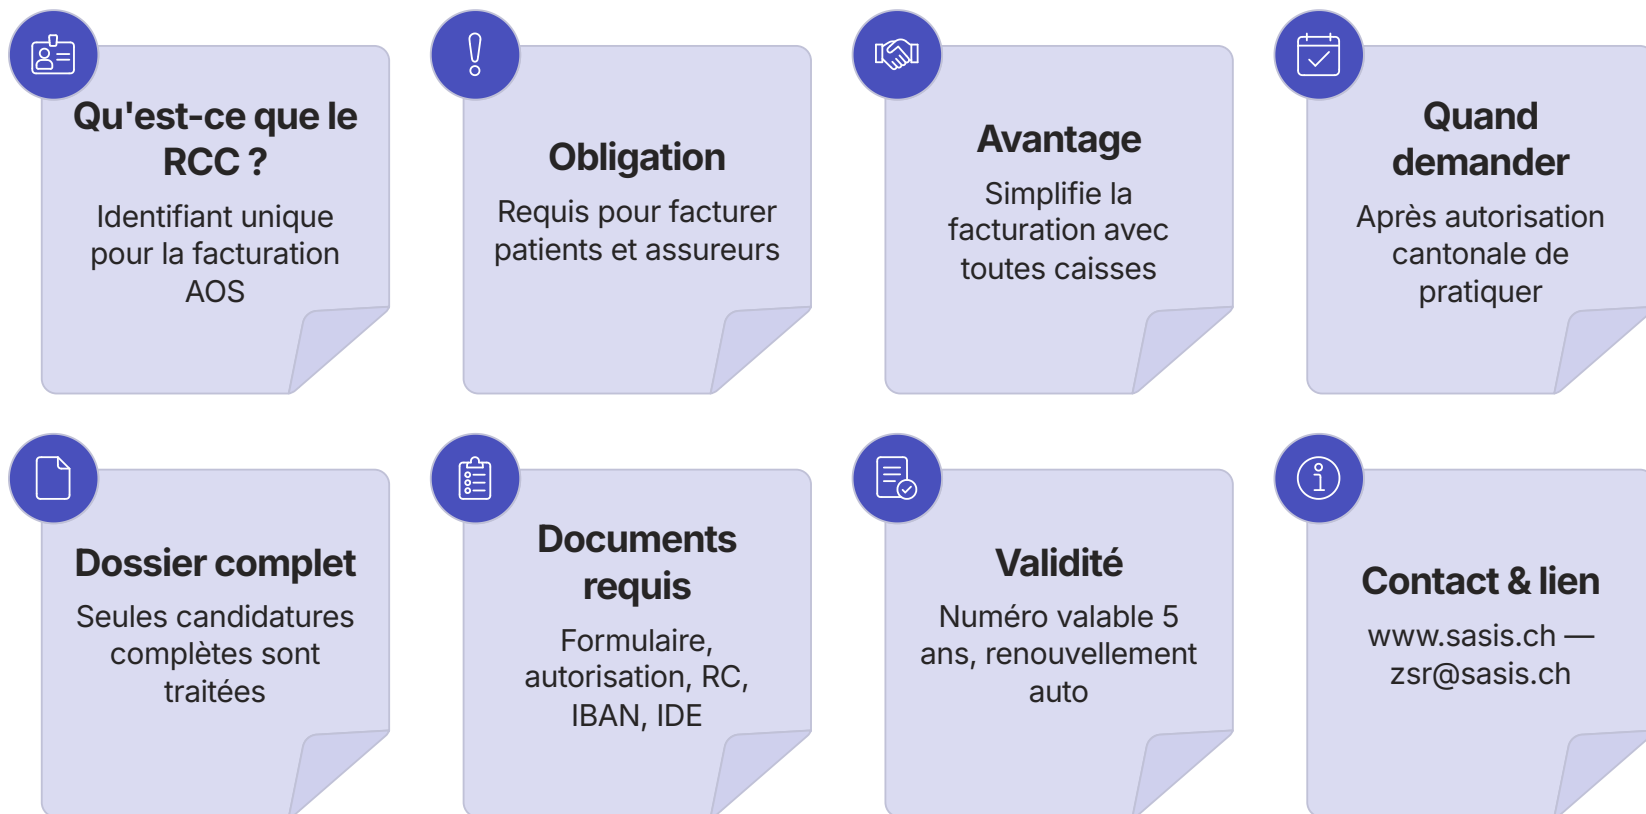 Qu'est-ce que le
RCC ?
Identifiant unique
pour la facturation
AOS
Obligation
Requis pour facturer
patients et assureurs
Avantage
Simplifie la
facturation avec
toutes caisses
Quand
demander
Après autorisation
cantonale de
pratiquer
Dossier complet
Seules candidatures
complètes sont
traitées
Documents
requis
Formulaire,
autorisation, RC,
IBAN, IDE
Validité
Numéro valable 5
ans, renouvellement
auto
Contact & lien
www.sasis.ch —
zsr@sasis.ch